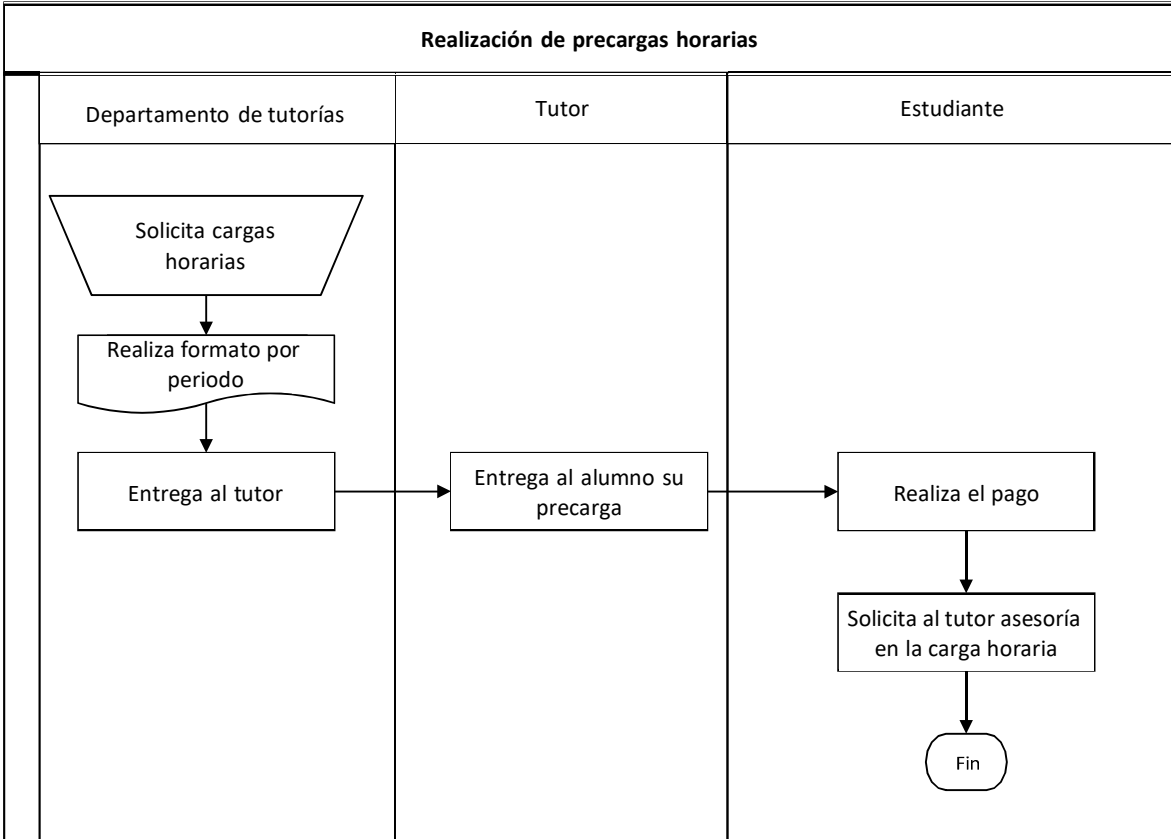 Realización de precargas horarias
Departamento de tutorías
Tutor
Estudiante
Solicita cargas
horarias
Realiza formato por
periodo
Entrega al tutor
Entrega al alumno su
precarga
Realiza el pago
Solicita al tutor asesoría
en la carga horaria
Fin